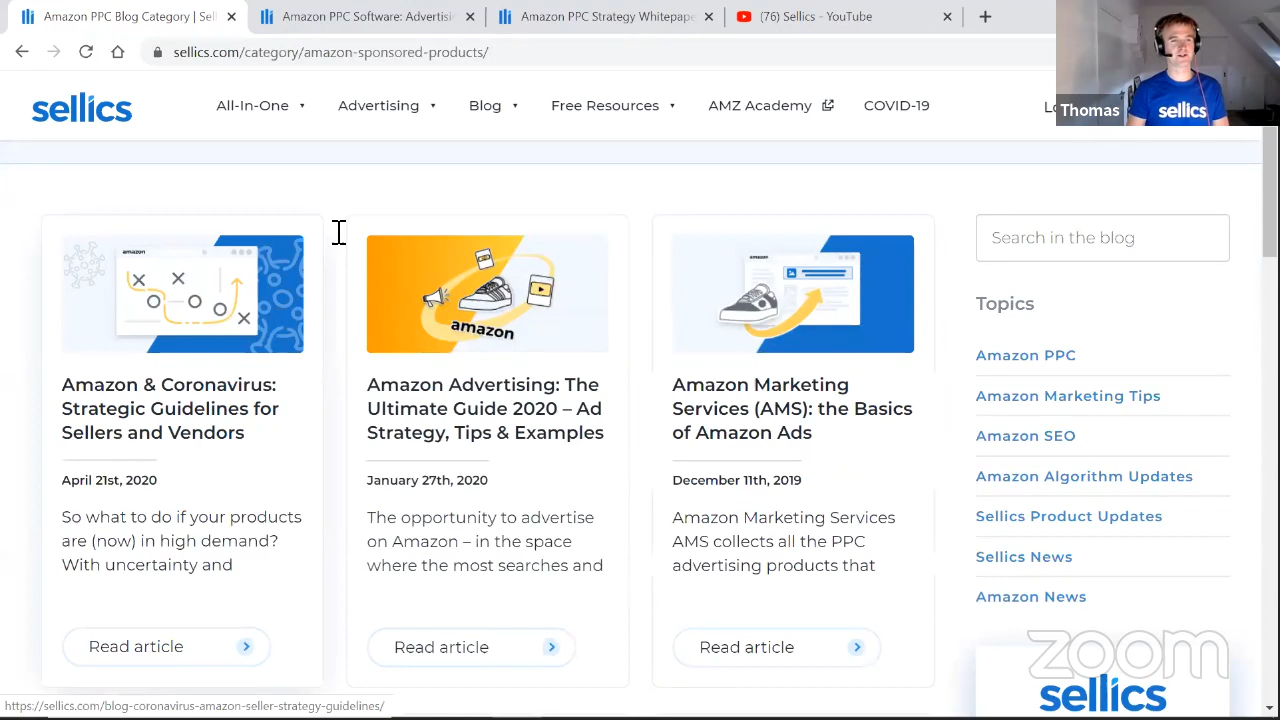 Amazon PPC Blog Category | Sell
Amazon PPC Software: Advertisi
Amazon PPC Strategy Whitepape
(76) Sellics - YouTube
sellics.com/category/amazon-sponsored-products/
sellics
All-In-One
Advertising
Blog
Free Resources
AMZ Academy
COVID-19
Lo
Thomas
sellics
amazon
amazon
amazon
Amazon & Coronavirus:
Strategic Guidelines for
Sellers and Vendors
April 21st, 2020
So what to do if your products
are (now) in high demand?
With uncertainty and
Read article
Amazon Advertising: The
Ultimate Guide 2020 – Ad
Strategy, Tips & Examples
January 27th, 2020
The opportunity to advertise
on Amazon – in the space
where the most searches and
Read article
Amazon Marketing
Services (AMS): the Basics
of Amazon Ads
December 11th, 2019
Amazon Marketing Services
AMS collects all the PPC
advertising products that
Read article
Search in the blog
Topics
Amazon PPC
Amazon Marketing Tips
Amazon SEO
Amazon Algorithm Updates
Sellics Product Updates
Sellics News
Amazon News
zoom
sellics
https://sellics.com/blog-coronavirus-amazon-seller-strategy-guidelines/